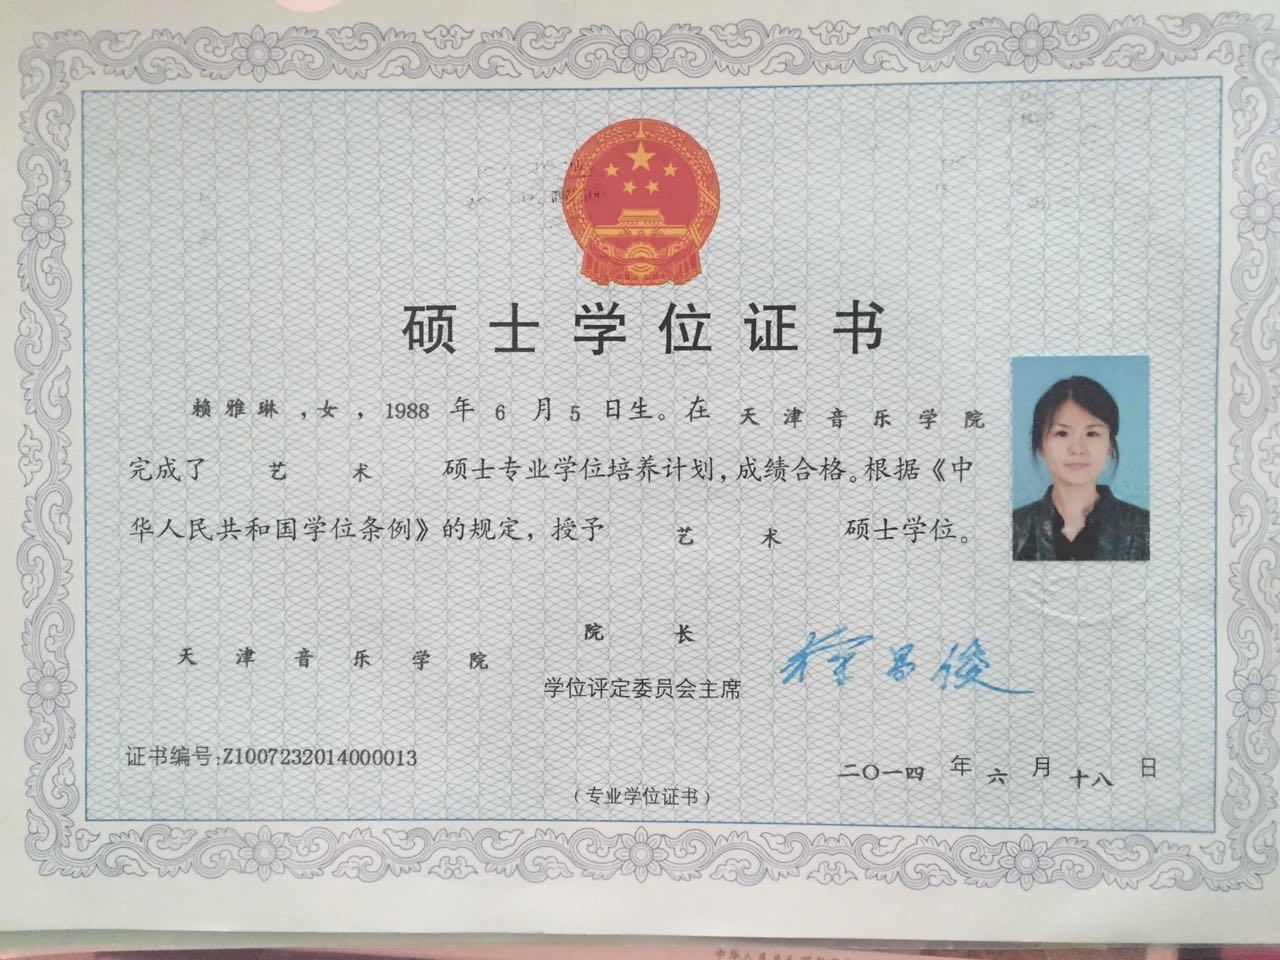 硕士学位证书
赖雅琳,女,1988年6月5日生。在天津音乐学院
完成了艺术硕士专业学位培养计划,成绩合格。根据《中
华人民共和国学位条例》的规定,授予艺术硕士学位。
天津音乐学院
院长
学位评定委员会主席
证书编号:Z1007232014000013
二〇一四年六月十八日
(专业学位证书)